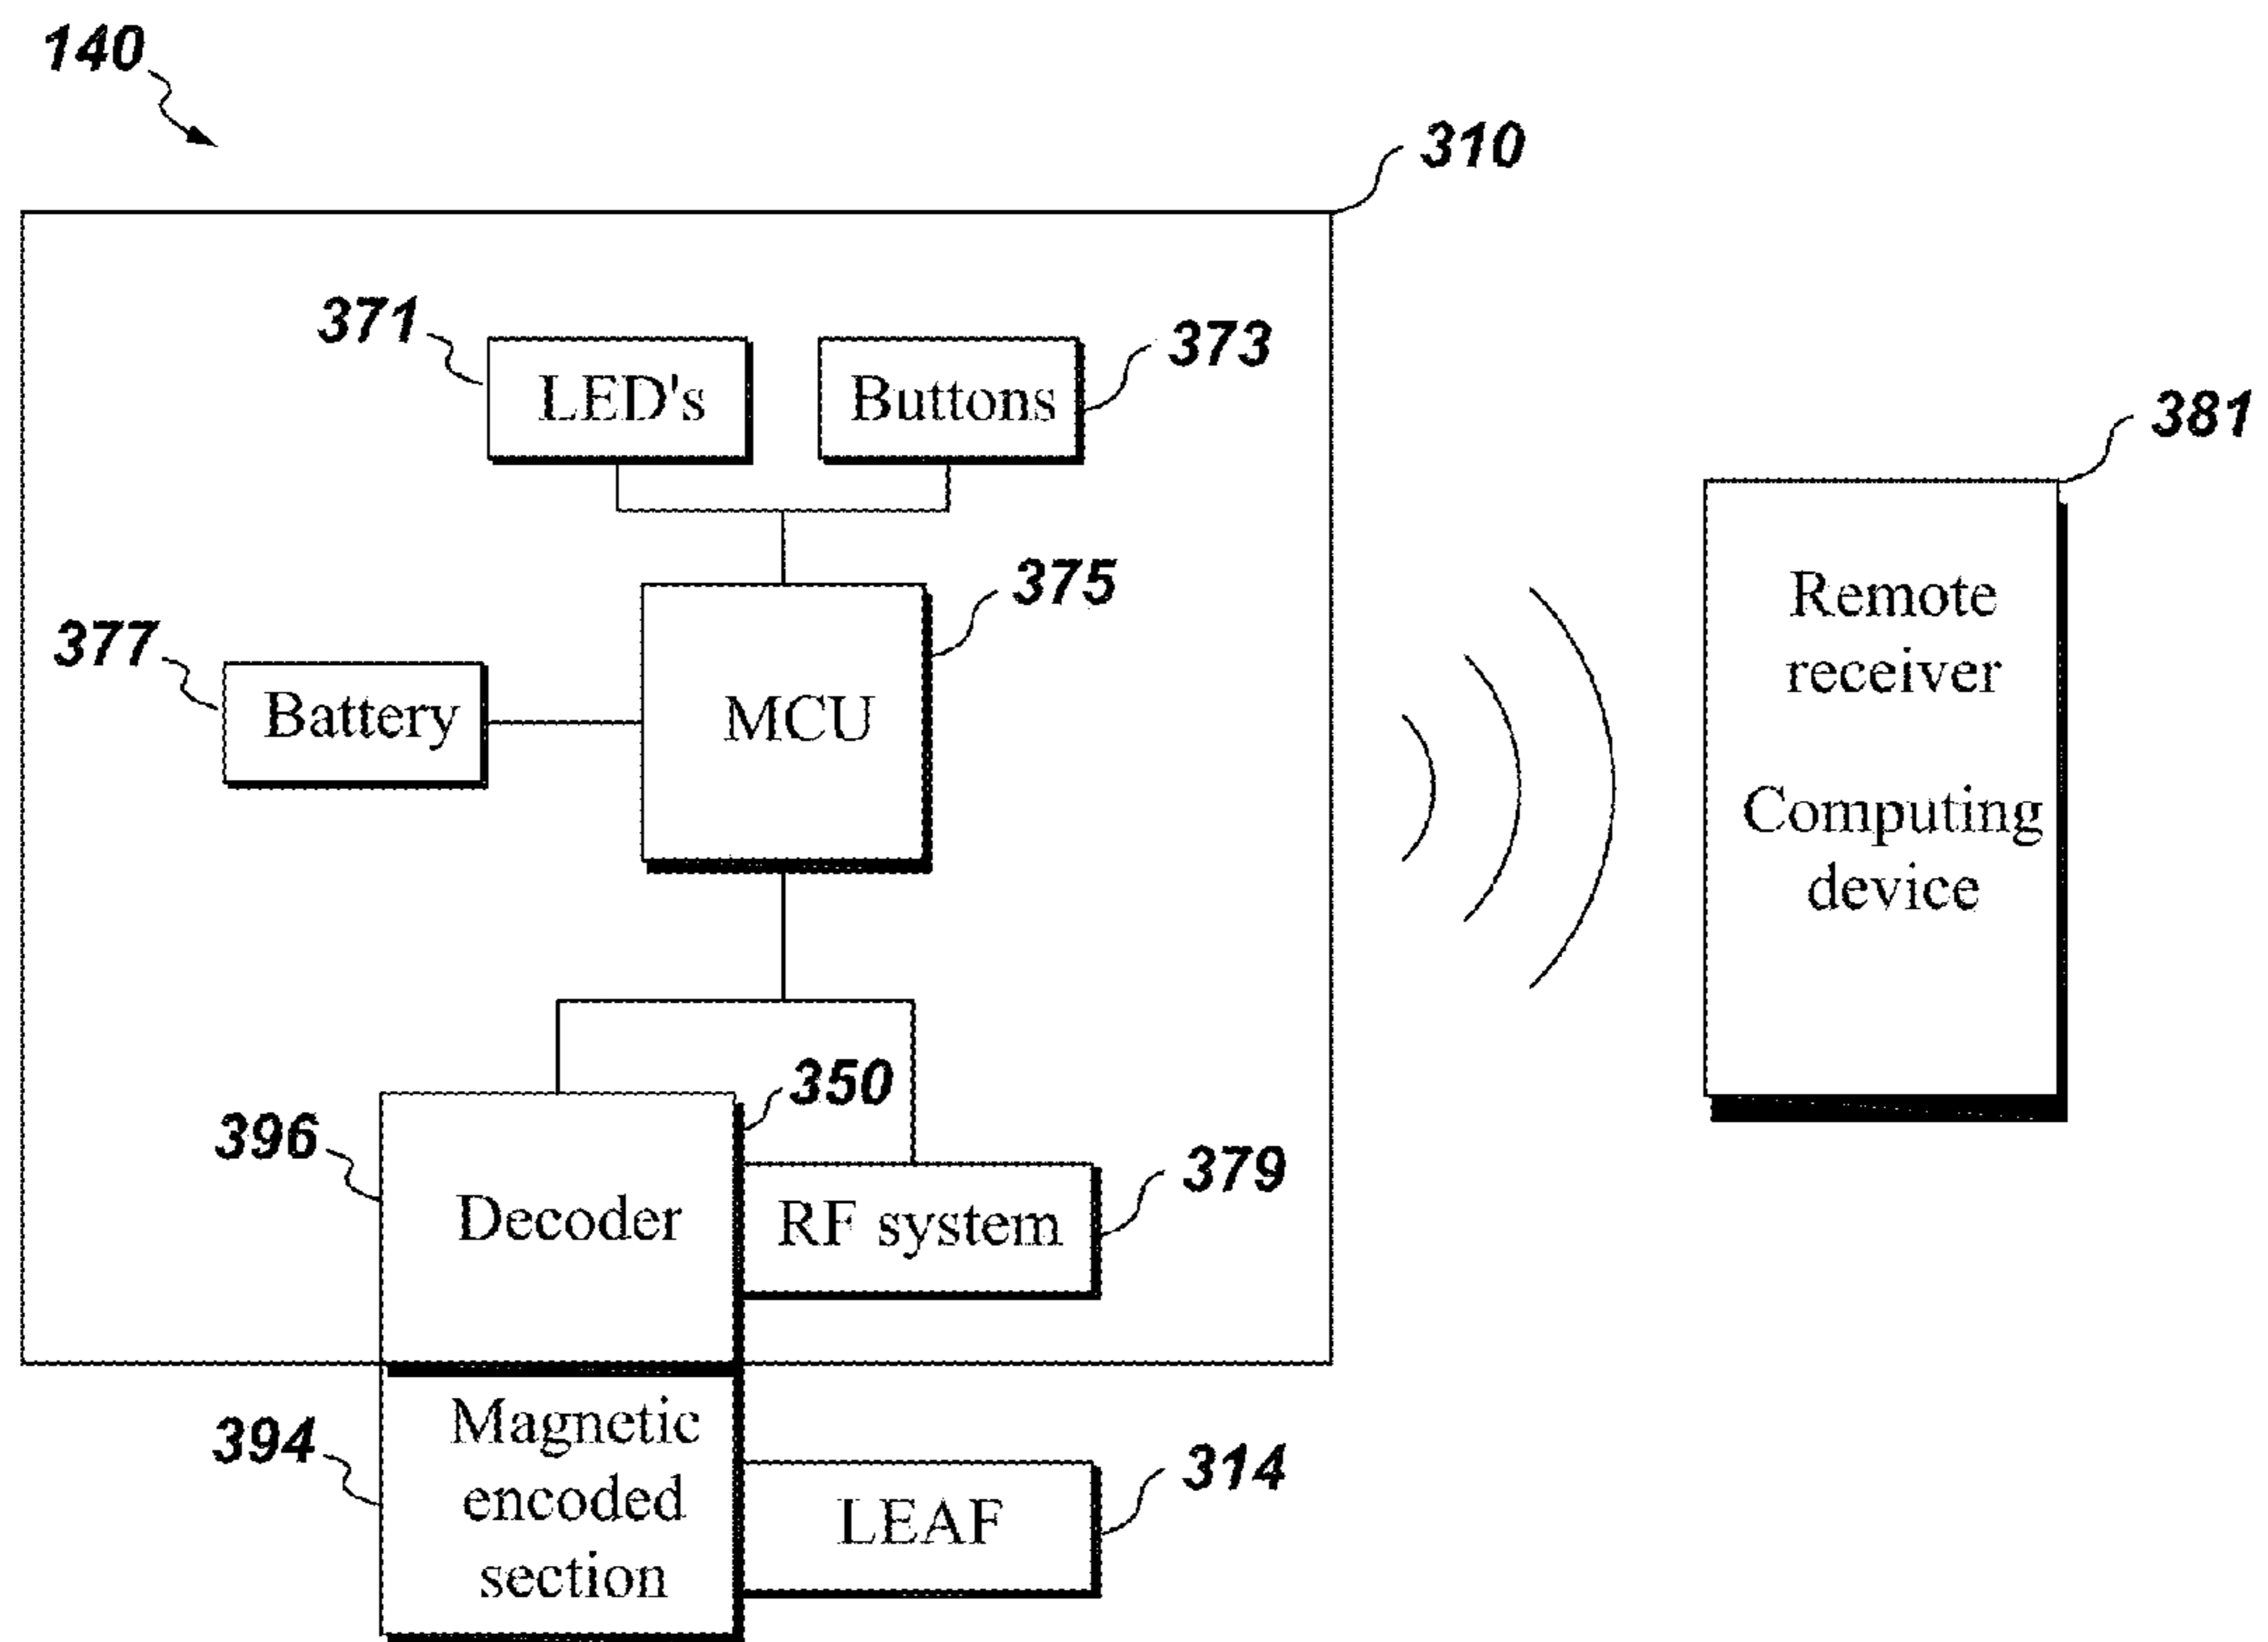 140
310
371
LED's
Buttons
373
381
375
377
Battery
MCU
Remote
receiver
Computing
device
350
396
Decoder
379
RF system
394
Magnetic
encoded
section
314
LEAF